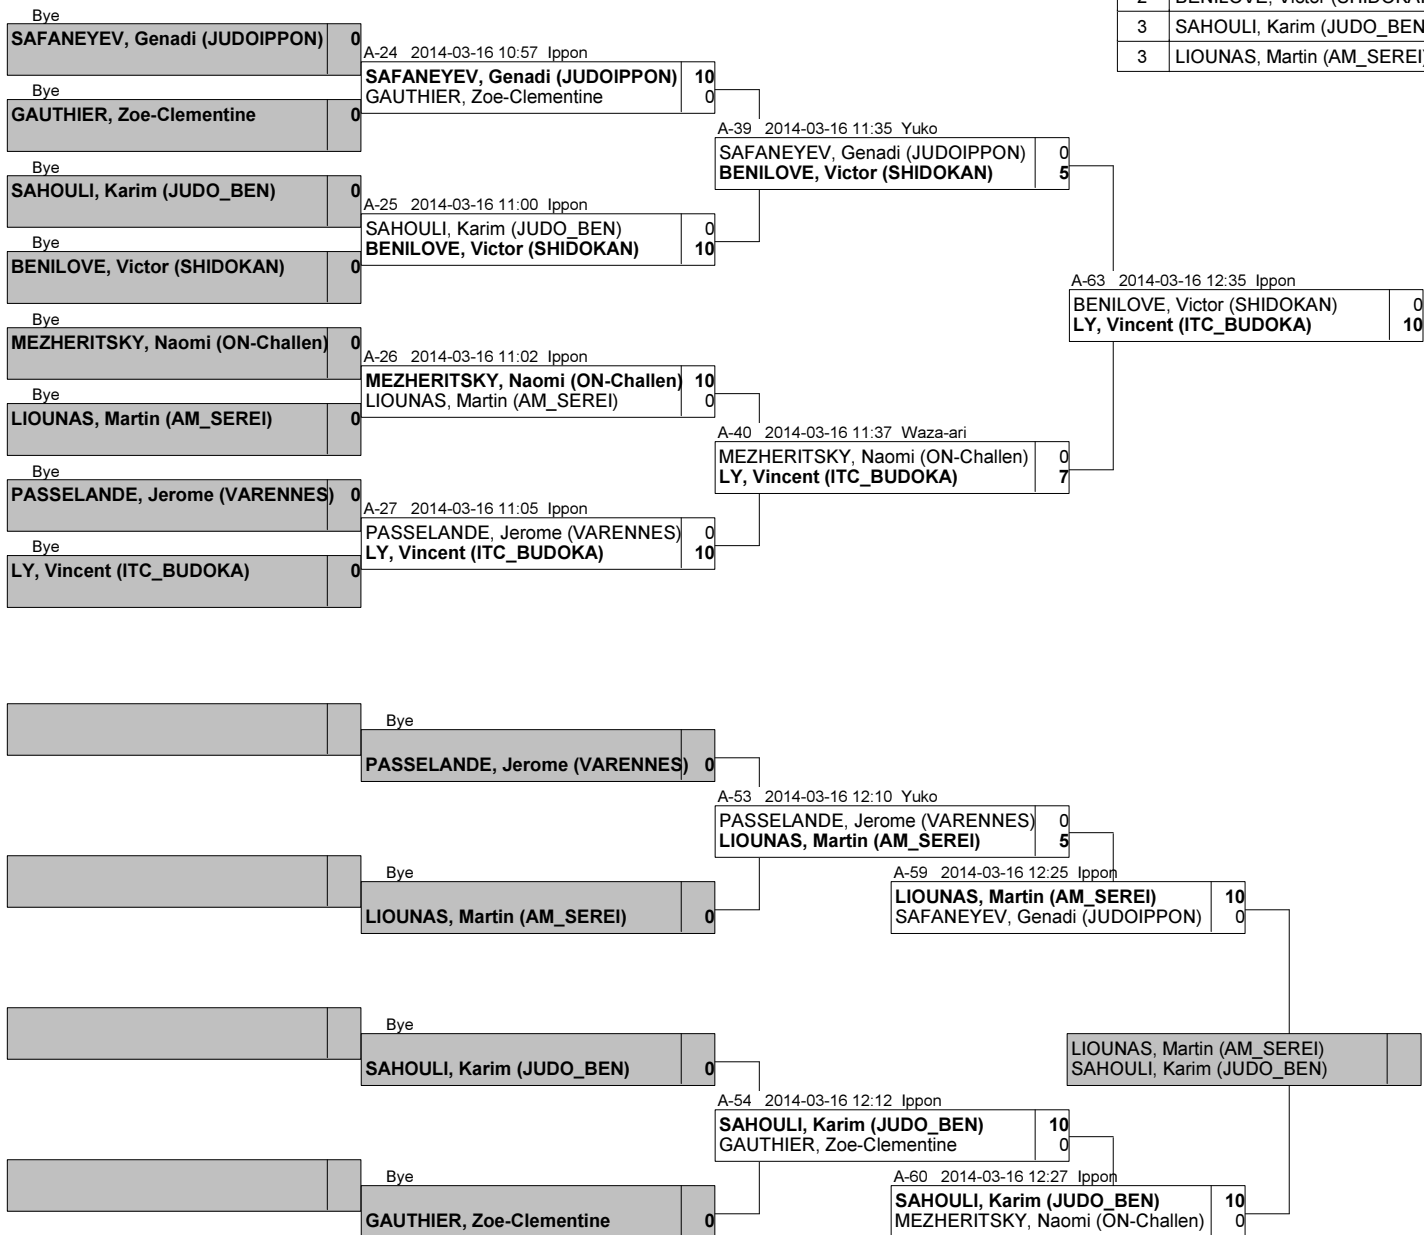 2 BENILOVE, Victor (SHIDOKAN)
3 SAHOULI, Karim (JUDO_BEN
3 LIOUNAS, Martin (AM_SEREI)
Bye
SAFANEYEV, Genadi (JUDOIPPON) 0
Bye
GAUTHIER, Zoe-Clementine 0
Bye
SAHOULI, Karim (JUDO_BEN) 0
Bye
BENILOVE, Victor (SHIDOKAN) 0
Bye
MEZHERITSKY, Naomi (ON-Challen) 0
Bye
LIOUNAS, Martin (AM_SEREI) 0
Bye
PASSELANDE, Jerome (VARENNES) 0
Bye
LY, Vincent (ITC_BUDOKA) 0
A-24 2014-03-16 10:57 Ippon
SAFANEYEV, Genadi (JUDOIPPON) 10
GAUTHIER, Zoe-Clementine 0
A-25 2014-03-16 11:00 Ippon
SAHOULI, Karim (JUDO_BEN) 0
BENILOVE, Victor (SHIDOKAN) 10
A-26 2014-03-16 11:02 Ippon
MEZHERITSKY, Naomi (ON-Challen) 10
LIOUNAS, Martin (AM_SEREI) 0
A-27 2014-03-16 11:05 Ippon
PASSELANDE, Jerome (VARENNES) 0
LY, Vincent (ITC_BUDOKA) 10
A-39 2014-03-16 11:35 Yuko
SAFANEYEV, Genadi (JUDOIPPON) 0
BENILOVE, Victor (SHIDOKAN) 5
A-40 2014-03-16 11:37 Waza-ari
MEZHERITSKY, Naomi (ON-Challen) 0
LY, Vincent (ITC_BUDOKA) 7
A-63 2014-03-16 12:35 Ippon
BENILOVE, Victor (SHIDOKAN) 0
LY, Vincent (ITC_BUDOKA) 10
Bye
PASSELANDE, Jerome (VARENNES) 0
Bye
LIOUNAS, Martin (AM_SEREI) 0
Bye
SAHOULI, Karim (JUDO_BEN) 0
Bye
GAUTHIER, Zoe-Clementine 0
A-53 2014-03-16 12:10 Yuko
PASSELANDE, Jerome (VARENNES) 0
LIOUNAS, Martin (AM_SEREI) 5
A-54 2014-03-16 12:12 Ippon
SAHOULI, Karim (JUDO_BEN) 10
GAUTHIER, Zoe-Clementine 0
A-59 2014-03-16 12:25 Ippon
LIOUNAS, Martin (AM_SEREI) 10
SAFANEYEV, Genadi (JUDOIPPON) 0
A-60 2014-03-16 12:27 Ippon
SAHOULI, Karim (JUDO_BEN) 10
MEZHERITSKY, Naomi (ON-Challen) 0
LIOUNAS, Martin (AM_SEREI)
SAHOULI, Karim (JUDO_BEN)